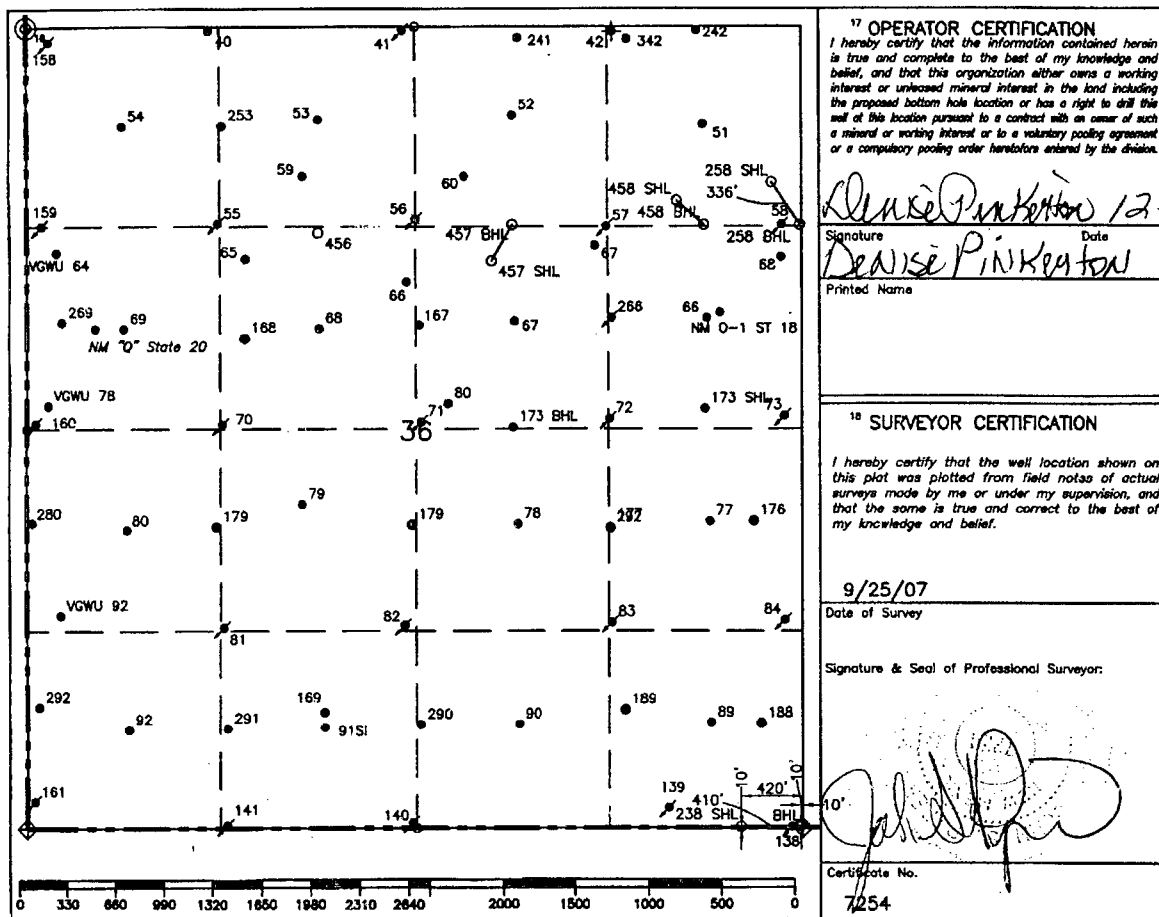 18
158
40
41
241
42
342
242
54
253
53
52
51
59
60
258 SHL
336'
458 SHL
458 BHL
159
55
56
57
58
456
457 BHL
258 BHL
VGWU 64
65
457 SHL
67
68
66
269
69
168
68
167
67
266
66
NM "Q" State 20
NM O-1 ST 18
VGWU 78
80
160
70
71
173 BHL
72
173 SHL
73
36
79
280
80
179
179
78
177
292
77
176
VGWU 92
81
82
83
84
292
92
291
169
91SI
290
90
189
89
188
161
141
140
139
10'
420'
10'
410'
10'
238 SHL
BHL
138
0 330 660 990 1320 1650 1980 2310 2640 2000 1500 1000 500 0
17 OPERATOR CERTIFICATION
I hereby certify that the information contained herein
is true and complete to the best of my knowledge and
belief, and that this organization either owns a working
interest or unleased mineral interest in the land including
the proposed bottom hole location or has a right to drill this
well at this location pursuant to a contract with an owner of such
a mineral or working interest or to a voluntary pooling agreement
or a compulsory pooling order heretofore entered by the division.
Denise Pinkerton 12-
Signature Date
Denise Pinkerton
Printed Name
18 SURVEYOR CERTIFICATION
I hereby certify that the well location shown on
this plat was plotted from field notes of actual
surveys made by me or under my supervision, and
that the same is true and correct to the best of
my knowledge and belief.
9/25/07
Date of Survey
Signature & Seal of Professional Surveyor:
Certificate No.
7254